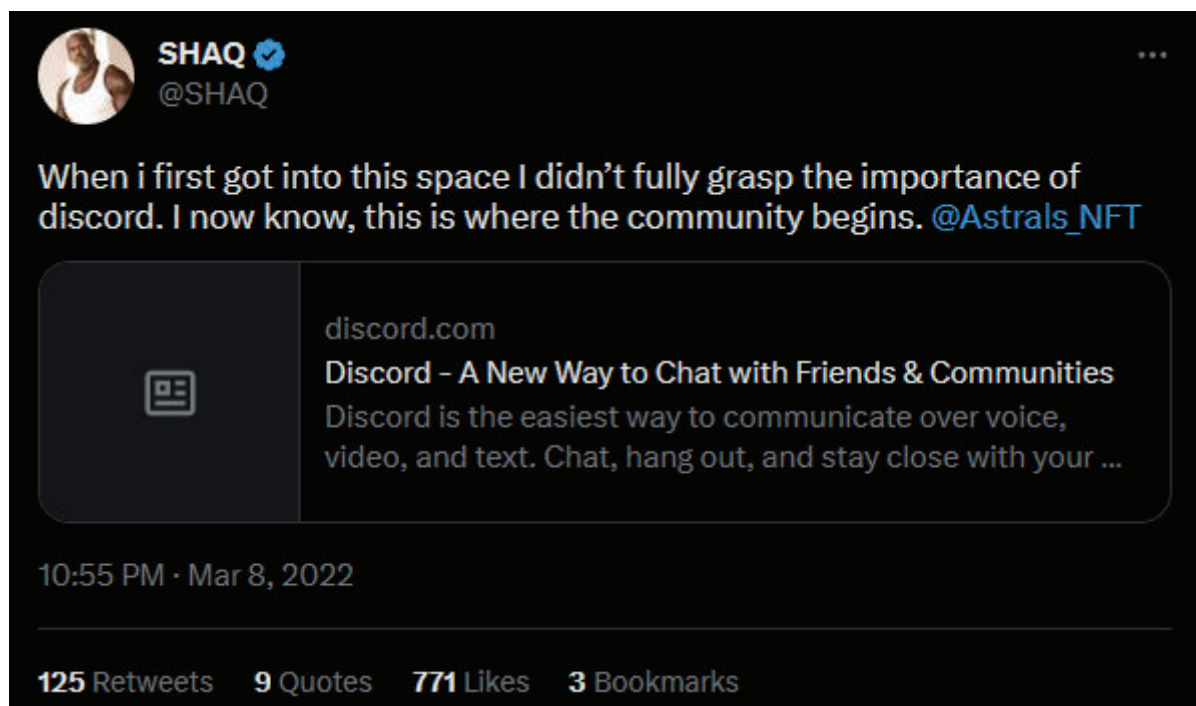 SHAQ
@SHAQ
When i first got into this space I didn’t fully grasp the importance of
discord. I now know, this is where the community begins. @Astrals_NFT
discord.com
Discord – A New Way to Chat with Friends & Communities
Discord is the easiest way to communicate over voice,
video, and text. Chat, hang out, and stay close with your ...
10:55 PM · Mar 8, 2022
125 Retweets 9 Quotes 771 Likes 3 Bookmarks